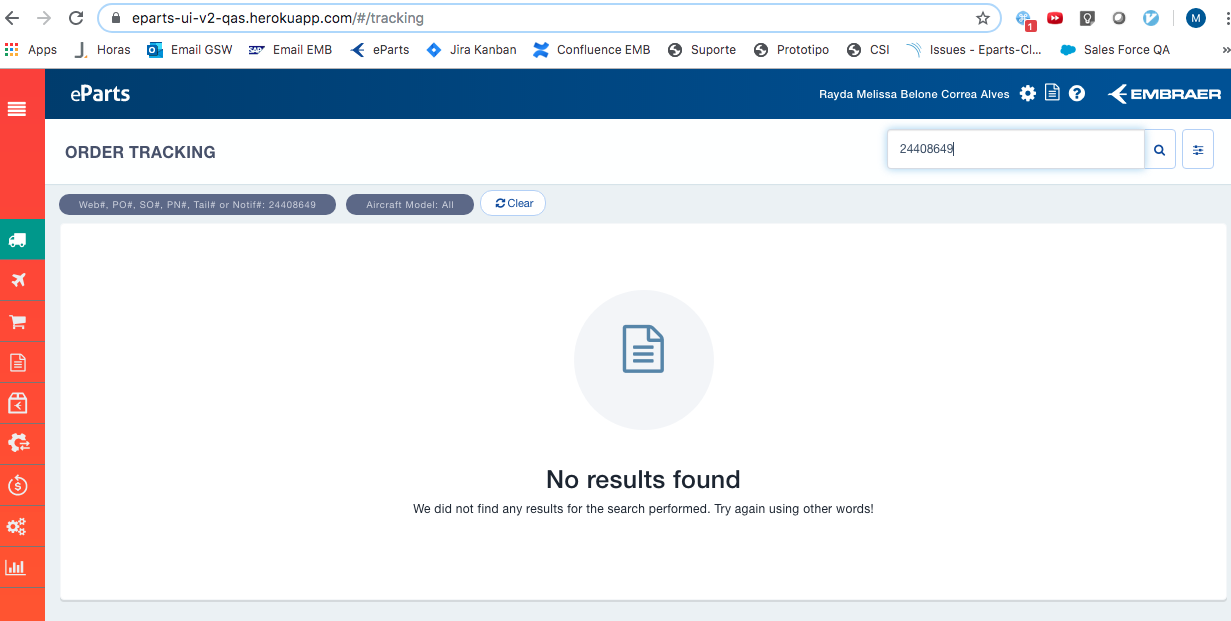 eparts-ui-v2-qas.herokuapp.com/#/tracking
1
M
Apps
Horas
Email GSW
Email EMB
eParts
Jira Kanban
Confluence EMB
Suporte
Prototipo
CSI
Issues - Eparts-Cl...
Sales Force QA
»
eParts
Rayda Melissa Belone Correa Alves
EMBRAER
ORDER TRACKING
24408649
Web#, PO#, SO#, PN#, Tail# or Notif#: 24408649
Aircraft Model: All
Clear
No results found
We did not find any results for the search performed. Try again using other words!